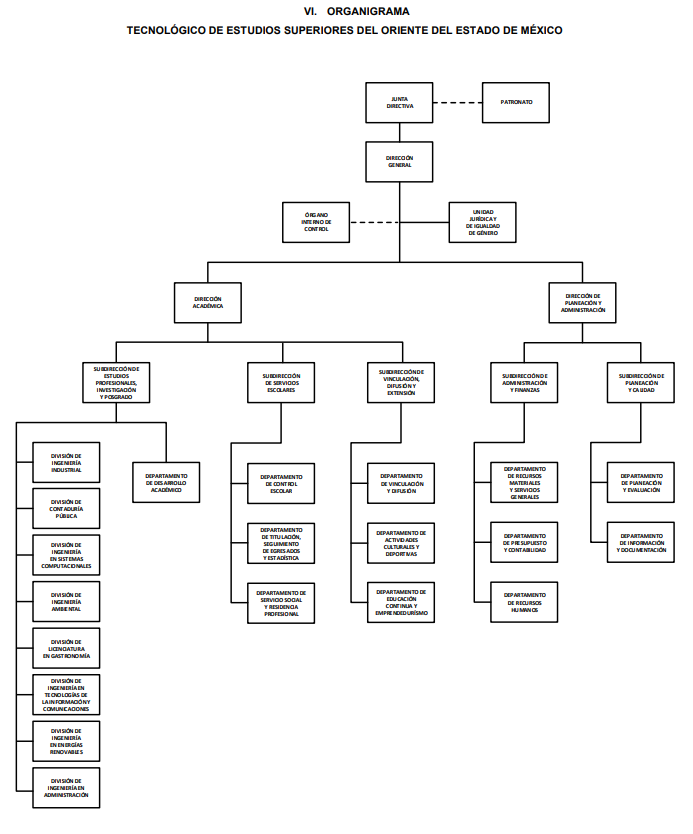 VI. ORGANIGRAMA
TECNOLÓGICO DE ESTUDIOS SUPERIORES DEL ORIENTE DEL ESTADO DE MÉXICO
JUNTA
DIRECTIVA
PATRONATO
DIRECCIÓN
GENERAL
ÓRGANO
INTERNO DE
CONTROL
UNIDAD
JURÍDICA Y
DE IGUALDAD
DE GÉNERO
DIRECCIÓN
ACADÉMICA
DIRECCIÓN DE
PLANEACIÓN Y
ADMINISTRACIÓN
SUBDIRECCIÓN DE
ESTUDIOS
PROFESIONALES,
INVESTIGACIÓN
Y POSGRADO
SUBDIRECCIÓN
DE SERVICIOS
ESCOLARES
SUBDIRECCIÓN DE
VINCULACIÓN,
DIFUSIÓN Y
EXTENSIÓN
SUBDIRECCIÓN DE
ADMINISTRACIÓN
Y FINANZAS
SUBDIRECCIÓN DE
PLANEACIÓN
Y CALIDAD
DIVISIÓN DE
INGENIERÍA
INDUSTRIAL
DIVISIÓN DE
CONTADURÍA
PÚBLICA
DIVISIÓN DE
INGENIERÍA
EN SISTEMAS
COMPUTACIONALES
DIVISIÓN DE
INGENIERÍA
AMBIENTAL
DIVISIÓN DE
LICENCIATURA
EN GASTRONOMÍA
DIVISIÓN DE
INGENIERÍA EN
TECNOLOGÍAS DE
LA INFORMACIÓN Y
COMUNICACIONES
DIVISIÓN DE
INGENIERÍA
EN ENERGÍAS
RENOVABLES
DIVISIÓN DE
INGENIERÍA EN
ADMINISTRACIÓN
DEPARTAMENTO
DE DESARROLLO
ACADÉMICO
DEPARTAMENTO
DE CONTROL
ESCOLAR
DEPARTAMENTO
DE TITULACIÓN,
SEGUIMIENTO
DE EGRESADOS
Y ESTADÍSTICA
DEPARTAMENTO DE
SERVICIO SOCIAL
Y RESIDENCIA
PROFESIONAL
DEPARTAMENTO
DE VINCULACIÓN
Y DIFUSIÓN
DEPARTAMENTO DE
ACTIVIDADES
CULTURALES Y
DEPORTIVAS
DEPARTAMENTO DE
EDUCACIÓN
CONTINUA Y
EMPRENDEDURÍSMO
DEPARTAMENTO
DE RECURSOS
MATERIALES
Y SERVICIOS
GENERALES
DEPARTAMENTO
DE PRESUPUESTO
Y CONTABILIDAD
DEPARTAMENTO
DE RECURSOS
HUMANOS
DEPARTAMENTO
DE PLANEACIÓN
Y EVALUACIÓN
DEPARTAMENTO
DE INFORMACIÓN
Y DOCUMENTACIÓN